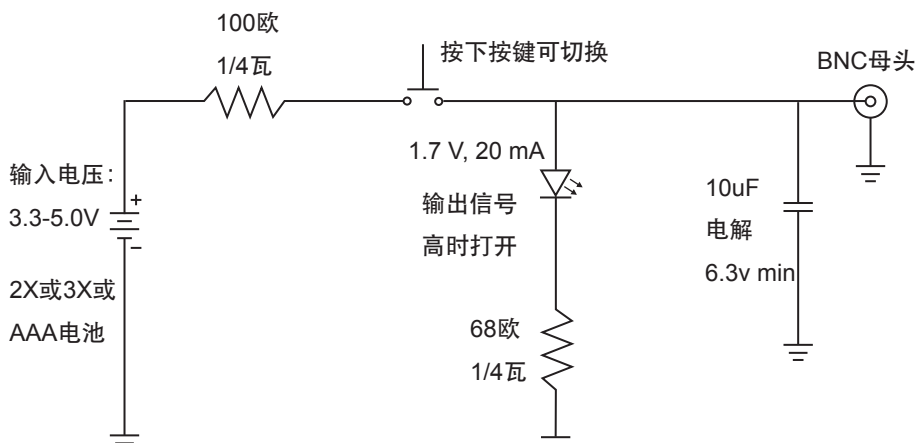 100欧
1/4瓦
按下按键可切换
BNC母头
输入电压:
3.3-5.0V
+
−
2X或3X或
AAA电池
1.7 V, 20 mA
输出信号
高时打开
68欧
1/4瓦
10uF
电解
6.3v min